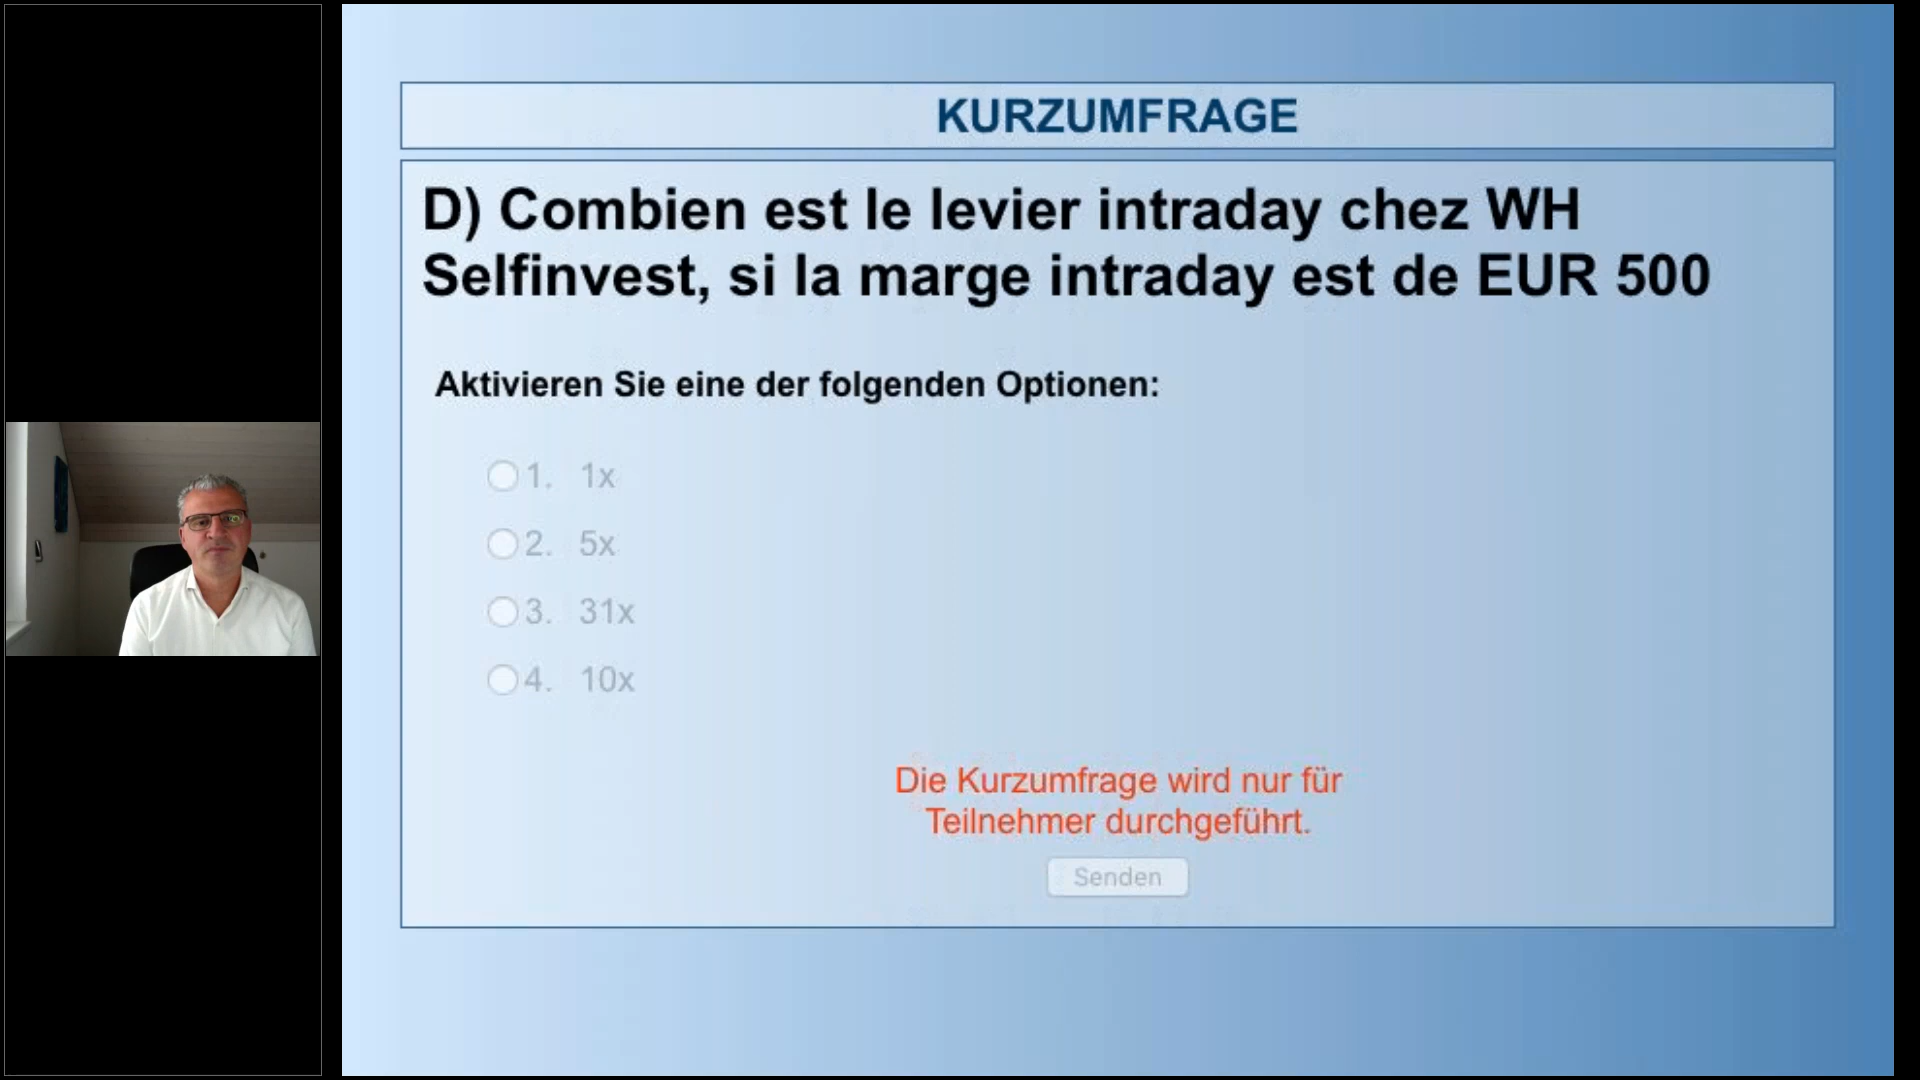 KURZUMFRAGE
D) Combien est le levier intraday chez WH
Selfinvest, si la marge intraday est de EUR 500
Aktivieren Sie eine der folgenden Optionen:
1. 1x
2. 5x
3. 31x
4. 10x
Die Kurzumfrage wird nur für
Teilnehmer durchgeführt.
Senden